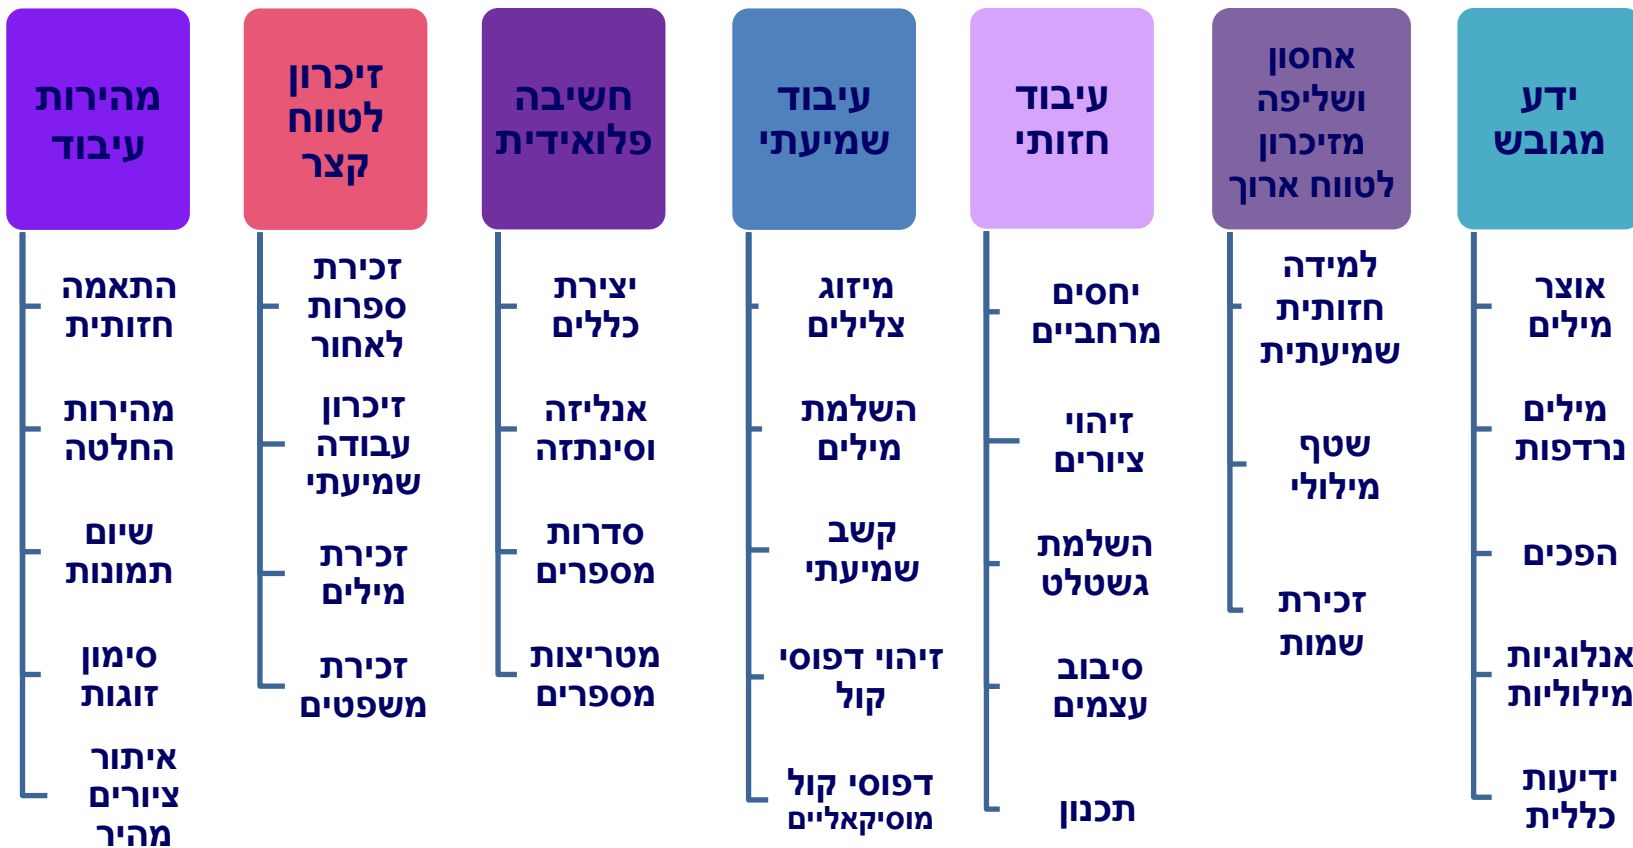 ידע
מגובש
אוצר
מילים
מילים
נרדפות
הפכים
אנלוגיות
מילוליות
ידיעות
כללית
אחסון
ושליפה
מזיכרון
לטווח ארוך
למידה
חזותית
שמיעתית
שטף
מילולי
זכירת
שמות
עיבוד
חזותי
יחסים
מרחביים
זיהוי
ציורים
השלמת
גשטלט
סיבוב
עצמים
תכנון
עיבוד
שמיעתי
מיזוג
צלילים
השלמת
מילים
קשב
שמיעתי
זיהוי דפוסי
קול
דפוסי קול
מוסיקאליים
חשיבה
פלואידית
יצירת
כללים
אנליזה
וסינתזה
סדרות
מספרים
מטריצות
מספרים
זיכרון
לטווח
קצר
זכירת
ספרות
לאחור
זיכרון
עבודה
שמיעתי
זכירת
מילים
זכירת
משפטים
מהירות
עיבוד
התאמה
חזותית
מהירות
החלטה
שיום
תמונות
סימון
זוגות
איתור
ציורים
מהיר